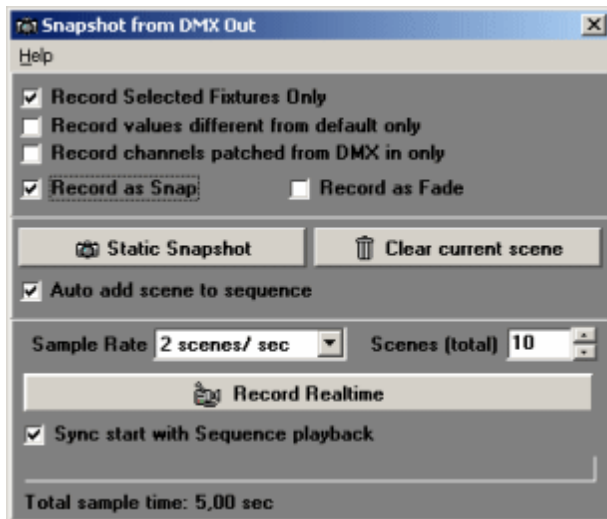 Snapshot from DMX Out
Help
Record Selected Fixtures Only
Record values different from default only
Record channels patched from DMX in only
Record as Snap Record as Fade
Static Snapshot Clear current scene
Auto add scene to sequence
Sample Rate 2 scenes/ sec Scenes (total) 10
Record Realtime
Sync start with Sequence playback
Total sample time: 5,00 sec